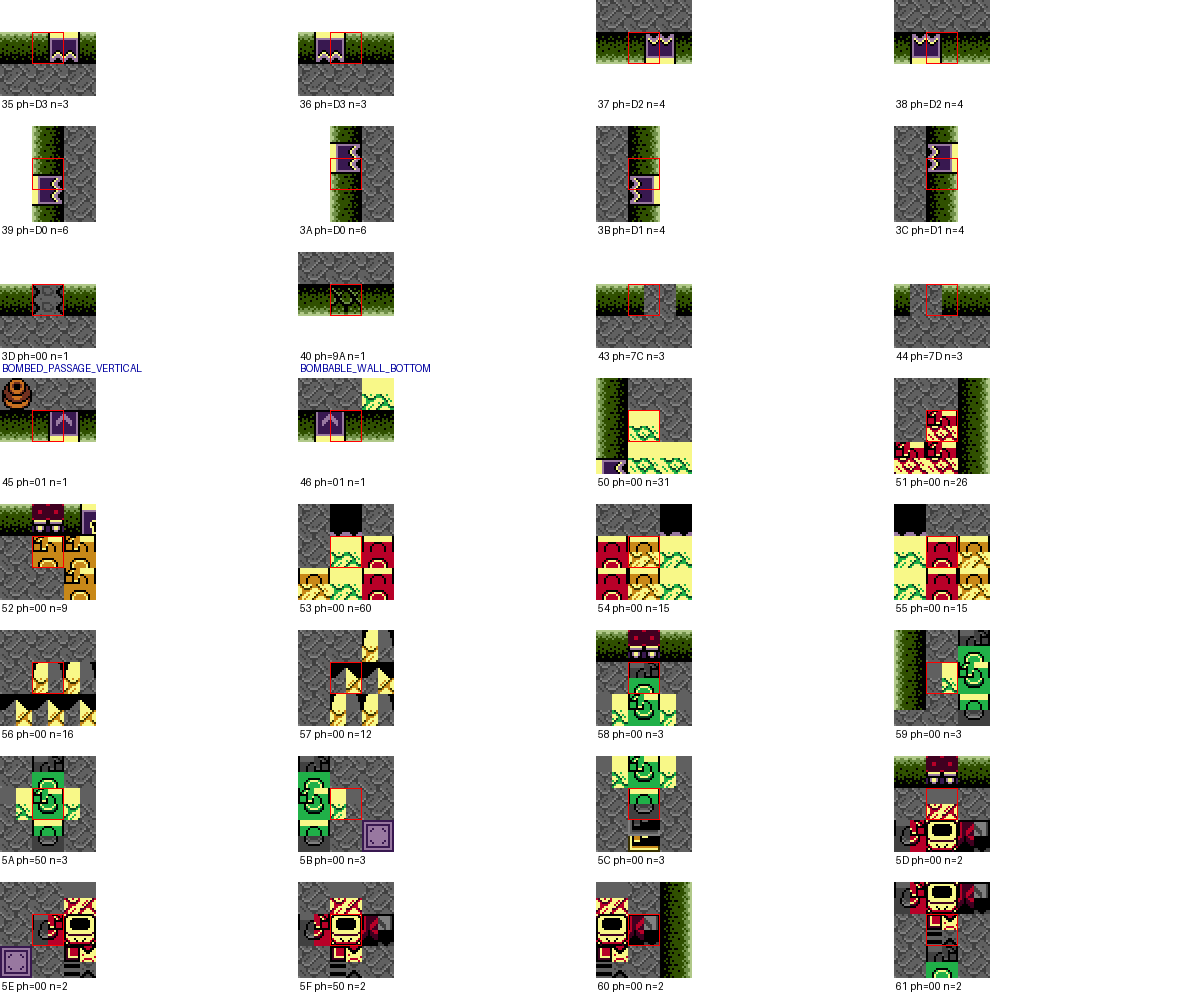 35 ph=D3 n=3
36 ph=D3 n=3
37 ph=D2 n=4
38 ph=D2 n=4
39 ph=D0 n=6
3A ph=D0 n=6
3B ph=D1 n=4
3C ph=D1 n=4
3D ph=00 n=1
40 ph=9A n=1
43 ph=7C n=3
44 ph=7D n=3
BOMBED_PASSAGE_VERTICAL
BOMBABLE_WALL_BOTTOM
45 ph=01 n=1
46 ph=01 n=1
50 ph=00 n=31
51 ph=00 n=26
52 ph=00 n=9
53 ph=00 n=60
54 ph=00 n=15
55 ph=00 n=15
56 ph=00 n=16
57 ph=00 n=12
58 ph=00 n=3
59 ph=00 n=3
5A ph=50 n=3
5B ph=00 n=3
5C ph=00 n=3
5D ph=00 n=2
5E ph=00 n=2
5F ph=50 n=2
60 ph=00 n=2
61 ph=00 n=2